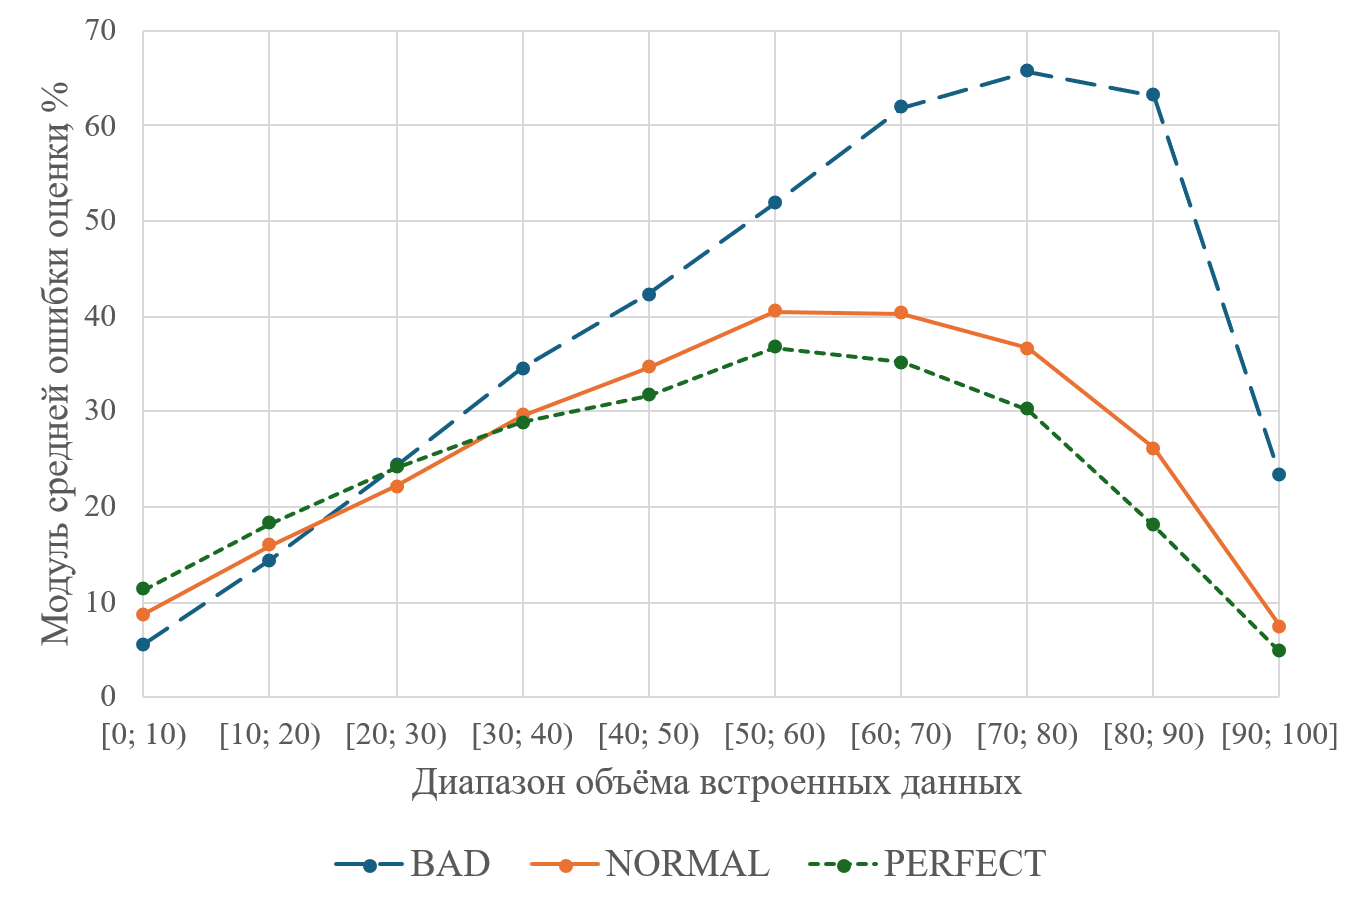 Модуль средней ошибки оценки, %
70
60
50
40
30
20
10
0
[0; 10) [10; 20) [20; 30) [30; 40) [40; 50) [50; 60) [60; 70) [70; 80) [80; 90) [90; 100]
Диапазон объёма встроенных данных
BAD NORMAL PERFECT